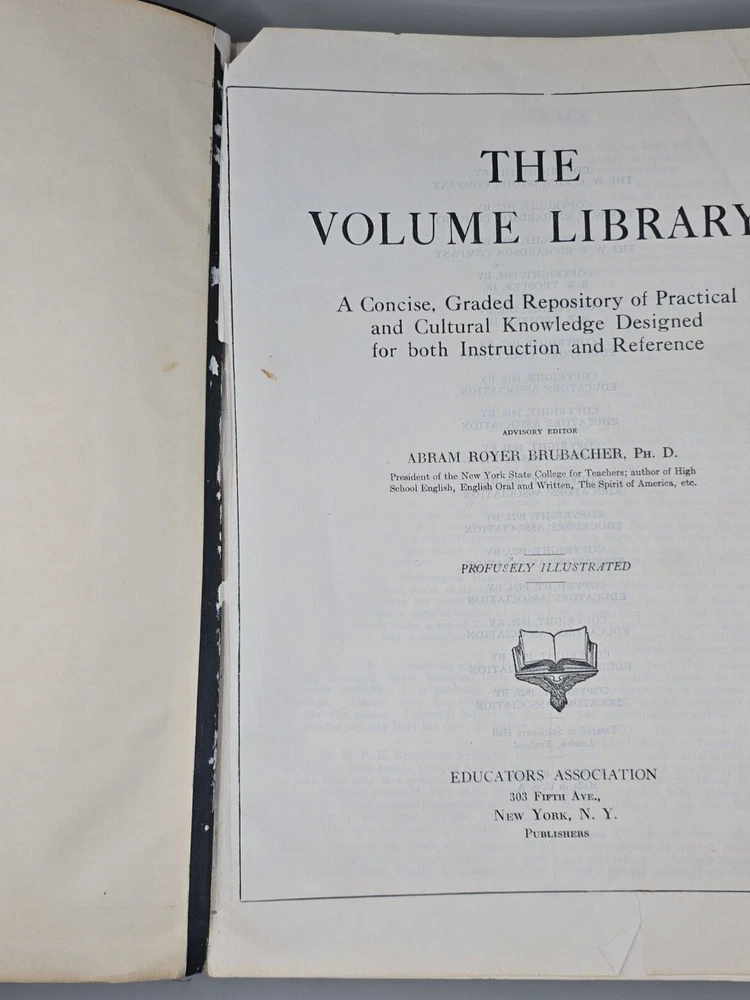 THE
VOLUME LIBRARY
A Concise, Graded Repository of Practical
and Cultural Knowledge Designed
for both Instruction and Reference
ADVISORY EDITOR
ABRAM ROYER BRUBACHER, PH. D.
President of the New York State College for Teachers; author of High
School English, English Oral and Written, The Spirit of America, etc.
PROFUSELY ILLUSTRATED
EDUCATORS ASSOCIATION
303 FIFTH AVE.,
NEW YORK, N. Y.
PUBLISHERS